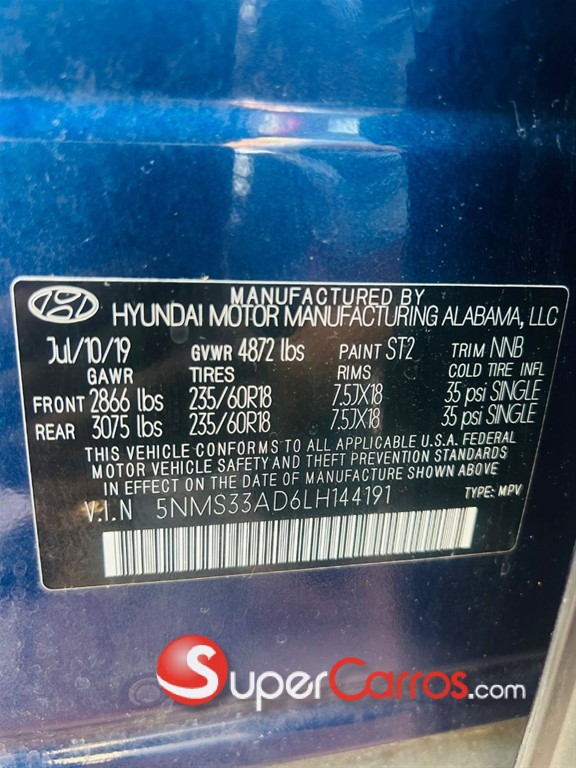 MANUFACTURED BY
HYUNDAI MOTOR MANUFACTURING ALABAMA, LLC
Jul/10/19 GVWR 4872 lbs PAINT ST2 TRIM NNB
GAWR TIRES RIMS COLD TIRE INFL
FRONT 2866 lbs 235/60R18 7.5JX18 35 psi SINGLE
REAR 3075 lbs 235/60R18 7.5JX18 35 psi SINGLE
THIS VEHICLE CONFORMS TO ALL APPLICABLE U.S.A. FEDERAL
MOTOR VEHICLE SAFETY AND THEFT PREVENTION STANDARDS
IN EFFECT ON THE DATE OF MANUFACTURE SHOWN ABOVE.
V.I.N 5NMS33AD6LH144191 TYPE: MPV
SuperCarros.com